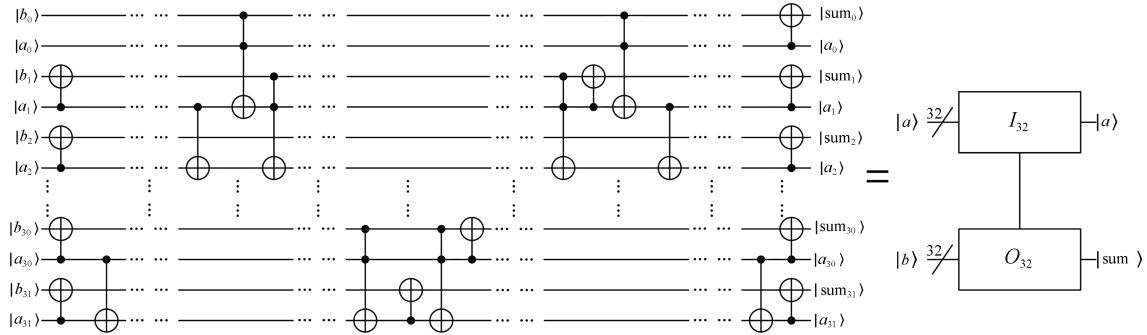 |b₀⟩ ··· ··· ··· ··· ··· ··· ··· ··· |sum₀⟩
|a₀⟩ ··· ··· ··· ··· ··· ··· ··· ··· |a₀⟩
|b₁⟩ ··· ··· ··· ··· ··· ··· ··· ··· |sum₁⟩
|a₁⟩ ··· ··· ··· ··· ··· ··· ··· ··· |a₁⟩
|b₂⟩ ··· ··· ··· ··· ··· ··· ··· ··· |sum₂⟩
|a₂⟩ ··· ··· ··· ··· ··· ··· ··· ··· |a₂⟩
|b₃₀⟩ ··· ··· ··· ··· ··· ··· ··· ··· |sum₃₀⟩
|a₃₀⟩ ··· ··· ··· ··· ··· ··· ··· ··· |a₃₀⟩
|b₃₁⟩ ··· ··· ··· ··· ··· ··· ··· ··· |sum₃₁⟩
|a₃₁⟩ ··· ··· ··· ··· ··· ··· ··· ··· |a₃₁⟩
=
|a⟩ 32 I₃₂ |a⟩
|b⟩ 32 O₃₂ |sum ⟩